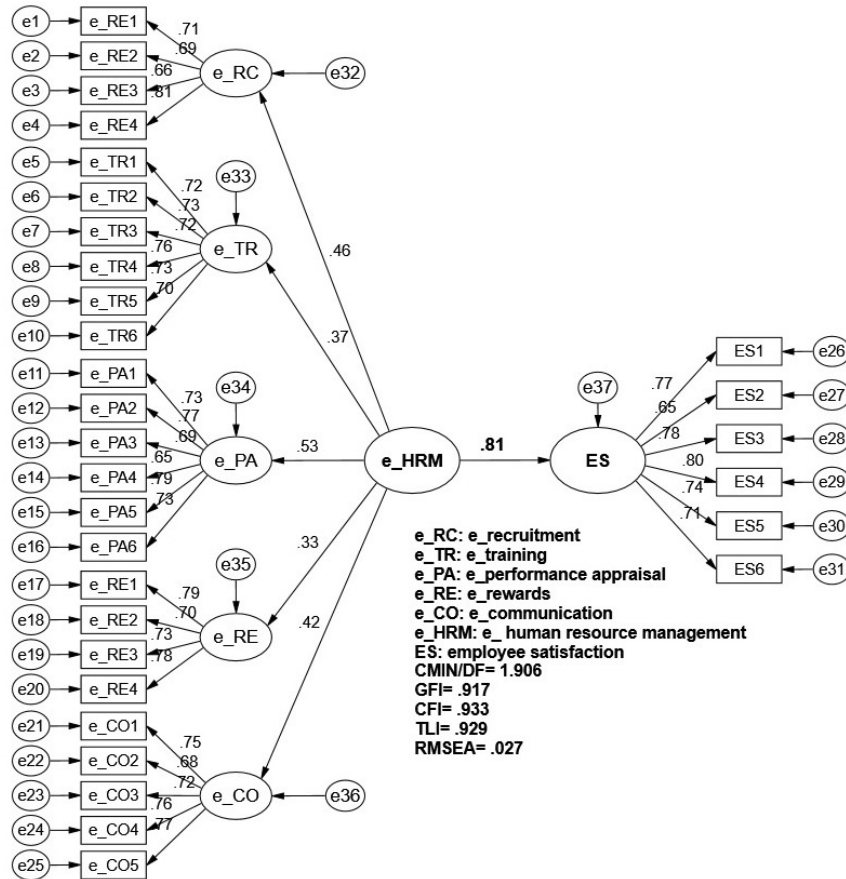 e1 e_RE1
.71
e2 e_RE2 .69
e_RC e32
e3 e_RE3 .66
.81
e4 e_RE4
e5 e_TR1
.72 e33
e6 e_TR2 .73
e7 e_TR3 .72
e_TR .46
e8 e_TR4 .76
e9 e_TR5 .73
.70
e10 e_TR6 .37
e11 e_PA1
.73 e34
e12 e_PA2 .77
e13 e_PA3 .69
e_PA .53 e_HRM .81 ES
e14 e_PA4 .65
e15 e_PA5 .79
.73
e16 e_PA6
e37
ES1 e26
.77
ES2 e27
.65
ES3 e28
.78
ES4 e29
.80
ES5 e30
.74
ES6 e31
.71
e17 e_RE1
.79 e35 .33
e18 e_RE2 .70
e19 e_RE3 .73
e_RE .42
e20 e_RE4 .78
e21 e_CO1
.75
e22 e_CO2 .68
e23 e_CO3 .72
e_CO e36
e24 e_CO4 .76
.77
e25 e_CO5
e_RC: e_recruitment
e_TR: e_training
e_PA: e_performance appraisal
e_RE: e_rewards
e_CO: e_communication
e_HRM: e_ human resource management
ES: employee satisfaction
CMIN/DF= 1.906
GFI= .917
CFI= .933
TLI= .929
RMSEA= .027